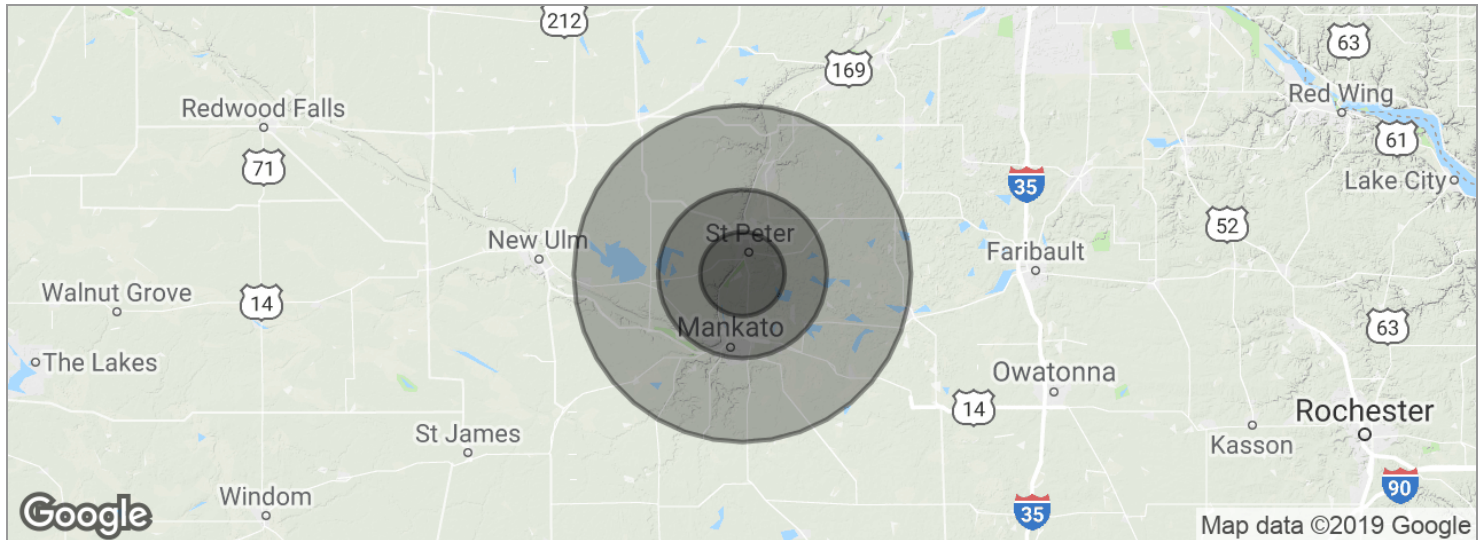 212
63
169
Red Wing
Redwood Falls
61
71
35
Lake City
52
St Peter
New Ulm
Faribault
Walnut Grove
14
Mankato
63
The Lakes
Owatonna
14
Rochester
St James
Kasson
90
Windom
35
Google
Map data ©2019 Google